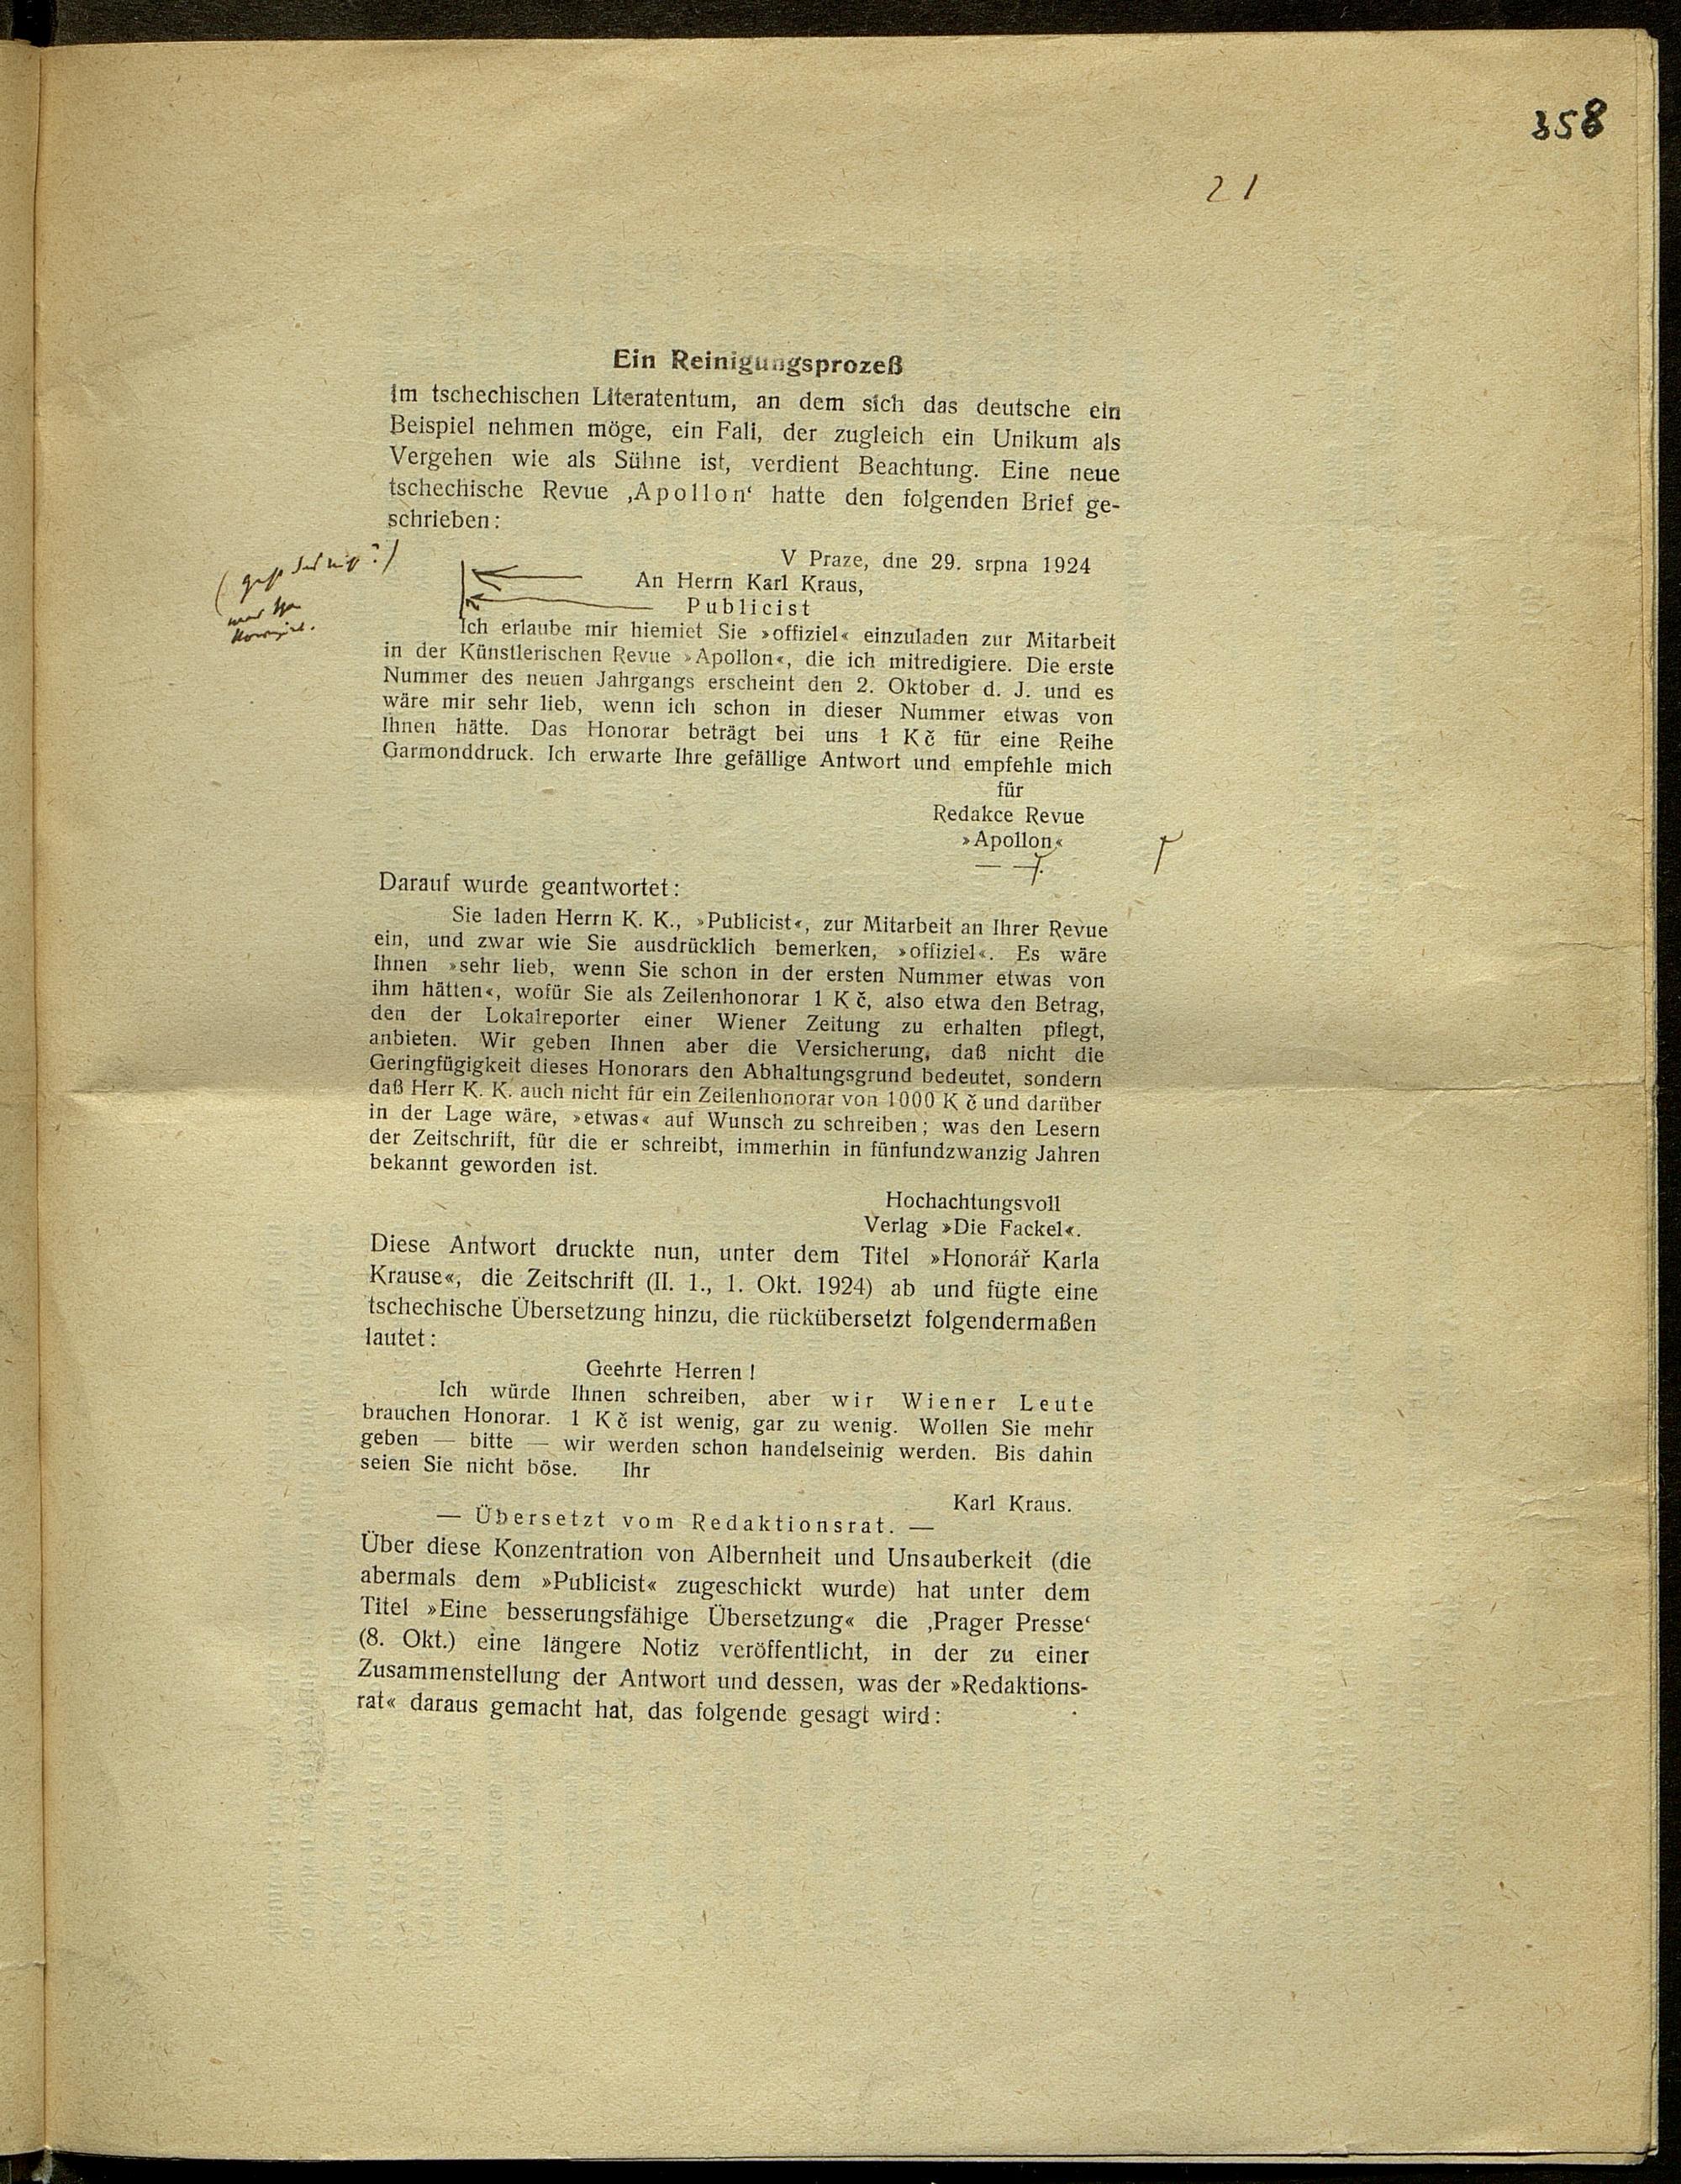 358
21
Ein Reinigungsprozeß
im tschechischen Literatentum, an dem sich das deutsche ein
Beispiel nehmen möge, ein Fall, der zugleich ein Unikum als
Vergehen wie als Sühne ist, verdient Beachtung. Eine neue
tschechische Revue ‚Apollon‘ hatte den folgenden Brief ge-
schrieben:
V Praze, dne 29. srpna 1924
An Herrn Karl Kraus,
Publicist
Ich erlaube mir hiemiet Sie »offiziel« einzuladen zur Mitarbeit
in der Künstlerischen Revue »Apollon«, die ich mitredigiere. Die erste
Nummer des neuen Jahrgangs erscheint den 2. Oktober d. J. und es
wäre mir sehr lieb, wenn ich schon in dieser Nummer etwas von
Ihnen hätte. Das Honorar beträgt bei uns 1 Kč für eine Reihe
Garmonddruck. Ich erwarte Ihre gefällige Antwort und empfehle mich
für
Redakce Revue
»Apollon«
— —.
Darauf wurde geantwortet:
Sie laden Herrn K. K., »Publicist«, zur Mitarbeit an Ihrer Revue
ein, und zwar wie Sie ausdrücklich bemerken, »offiziel«. Es wäre
Ihnen »sehr lieb, wenn Sie schon in der ersten Nummer etwas von
ihm hätten«, wofür Sie als Zeilenhonorar 1 Kč, also etwa den Betrag,
den der Lokalreporter einer Wiener Zeitung zu erhalten pflegt,
anbieten. Wir geben Ihnen aber die Versicherung, daß nicht die
Geringfügigkeit dieses Honorars den Abhaltungsgrund bedeutet, sondern
daß Herr K. K. auch nicht für ein Zeilenhonorar von 1000 Kč und darüber
in der Lage wäre, »etwas« auf Wunsch zu schreiben; was den Lesern
der Zeitschrift, für die er schreibt, immerhin in fünfundzwanzig Jahren
bekannt geworden ist.
Hochachtungsvoll
Verlag »Die Fackel«.
Diese Antwort druckte nun, unter dem Titel »Honorář Karla
Krause«, die Zeitschrift (II. 1., 1. Okt. 1924) ab und fügte eine
tschechische Übersetzung hinzu, die rückübersetzt folgendermaßen
lautet:
Geehrte Herren!
Ich würde Ihnen schreiben, aber wir Wiener Leute
brauchen Honorar. 1 Kč ist wenig, gar zu wenig. Wollen Sie mehr
geben — bitte — wir werden schon handelseinig werden. Bis dahin
seien Sie nicht böse. Ihr
Karl Kraus.
— Übersetzt vom Redaktionsrat. —
Über diese Konzentration von Albernheit und Unsauberkeit (die
abermals dem »Publicist« zugeschickt wurde) hat unter dem
Titel »Eine besserungsfähige Übersetzung« die ‚Prager Presse‘
(8. Okt.) eine längere Notiz veröffentlicht, in der zu einer
Zusammenstellung der Antwort und dessen, was der »Redaktions-
rat« daraus gemacht hat, das folgende gesagt wird: